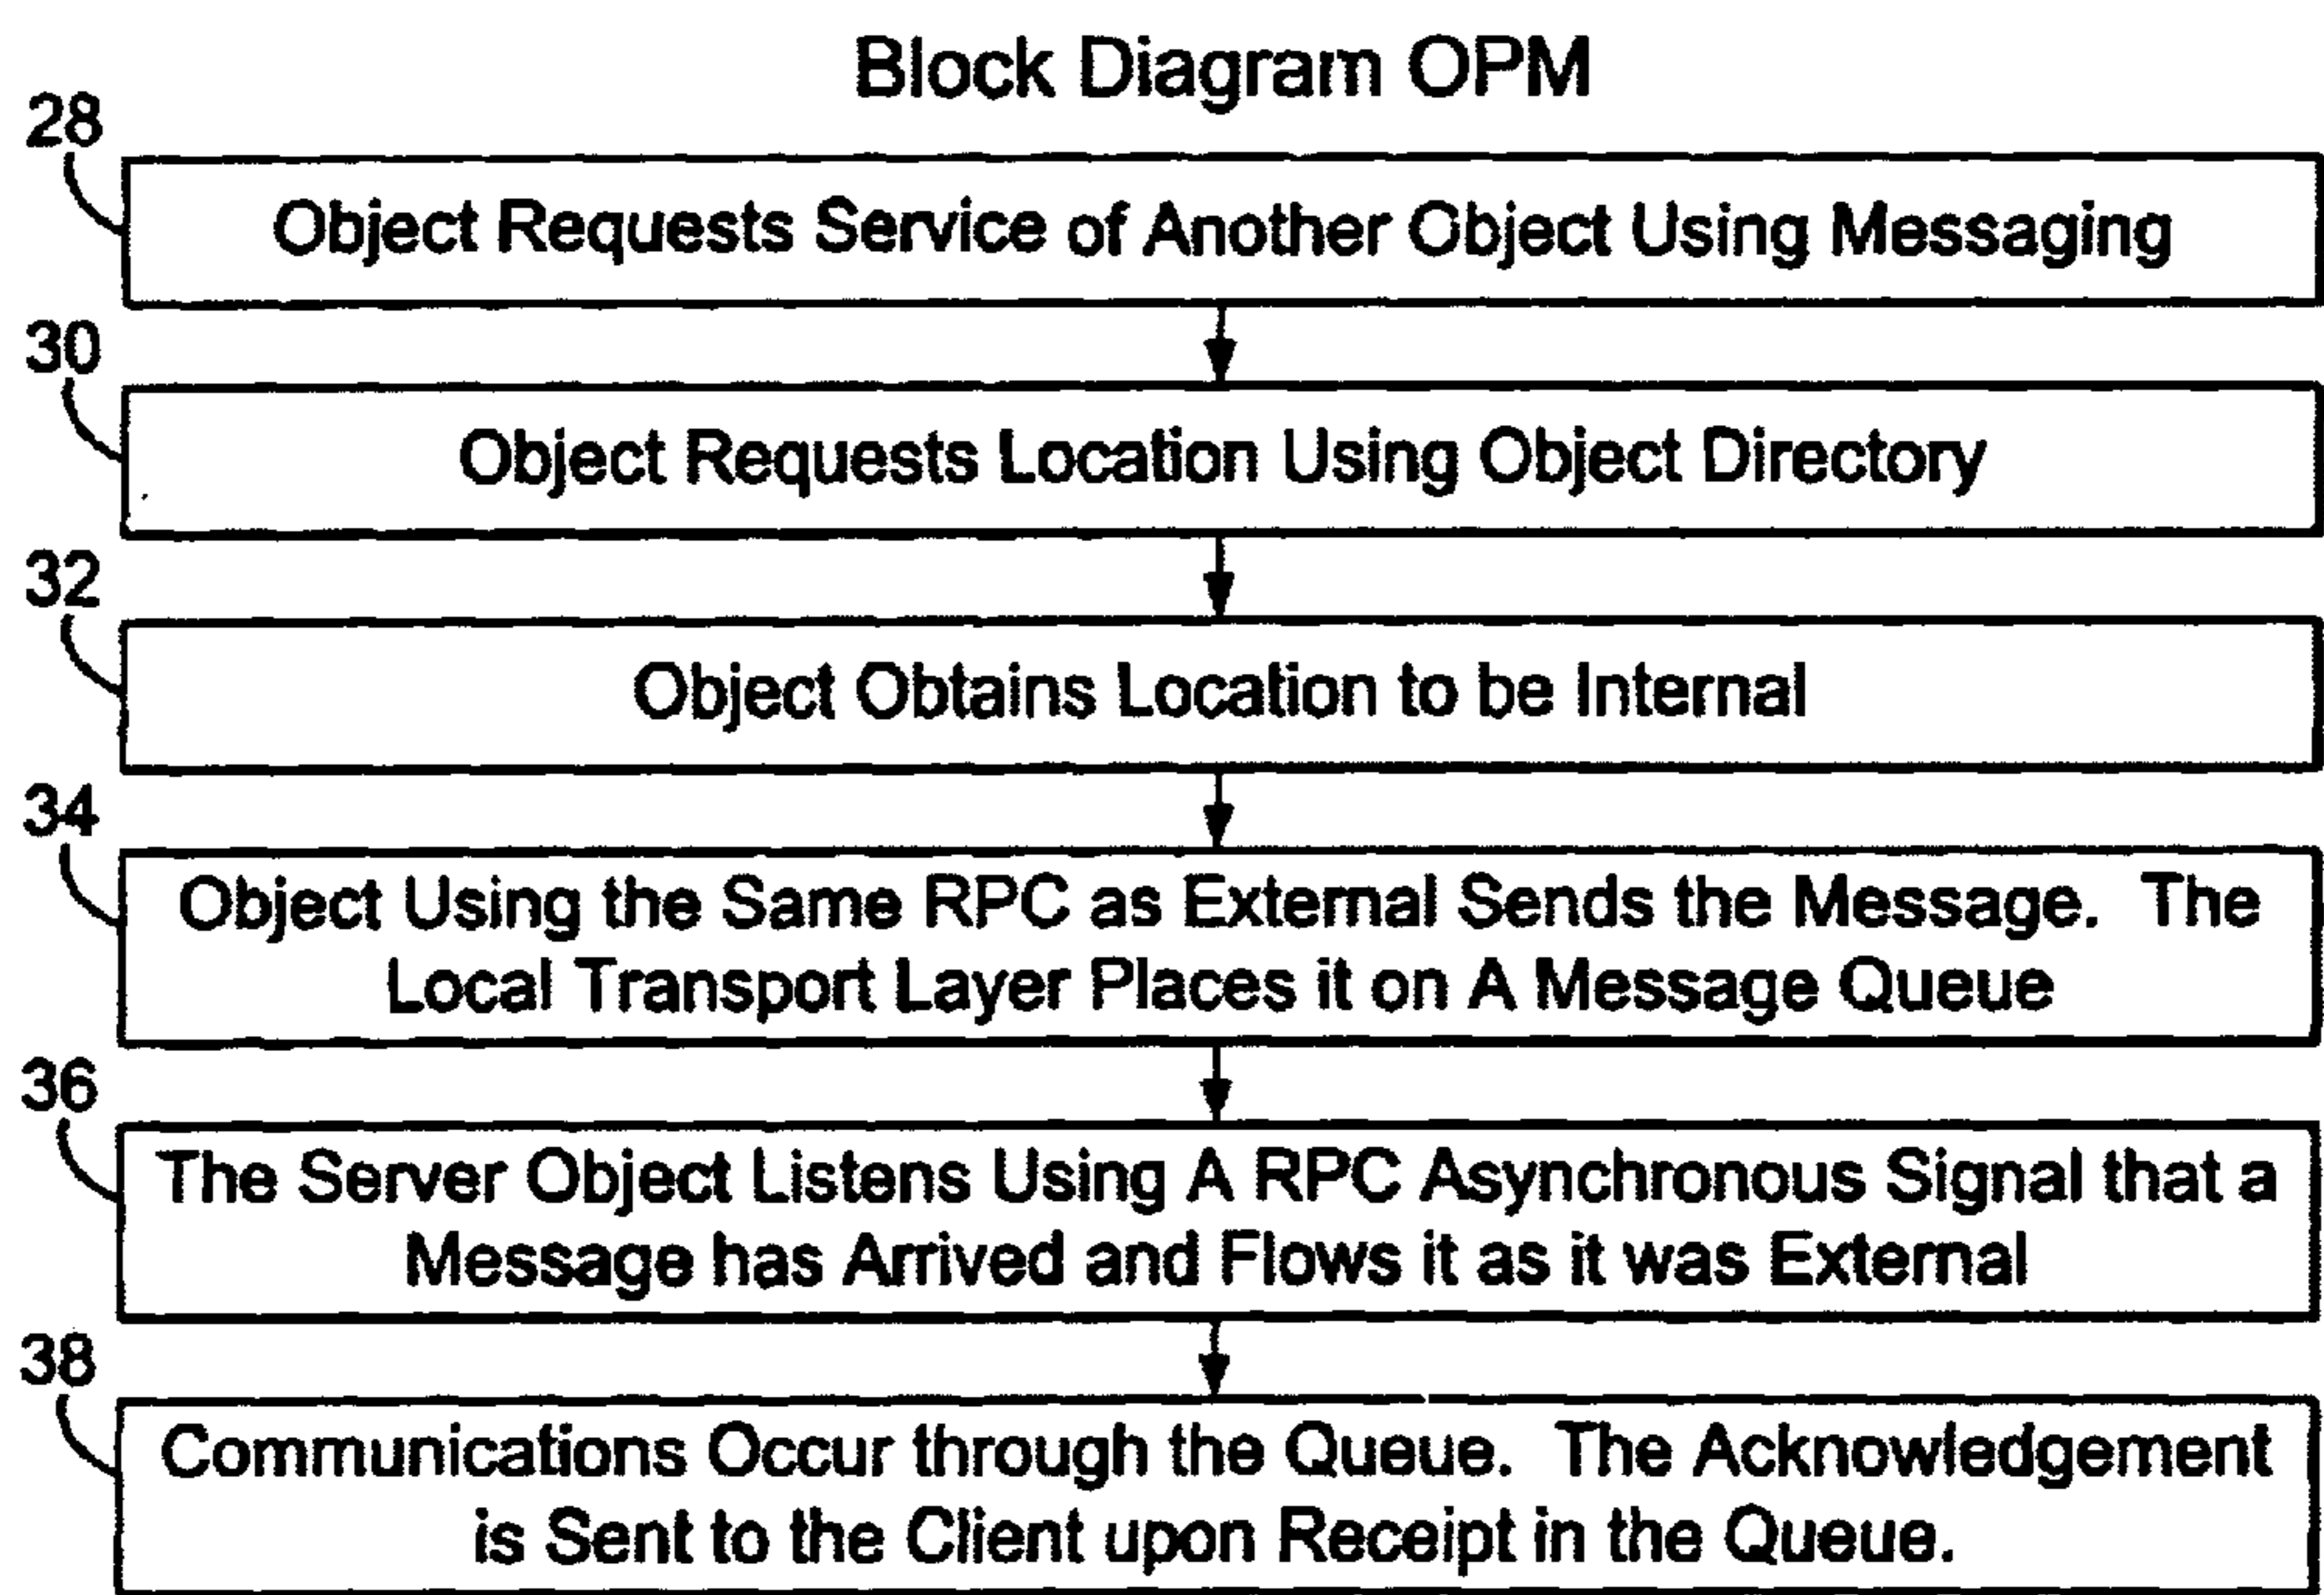 Block Diagram OPM
28
Object Requests Service of Another Object Using Messaging
30
Object Requests Location Using Object Directory
32
Object Obtains Location to be Internal
34
Object Using the Same RPC as External Sends the Message. The
Local Transport Layer Places it on A Message Queue
36
The Server Object Listens Using A RPC Asynchronous Signal that a
Message has Arrived and Flows it as it was External
38
Communications Occur through the Queue. The Acknowledgement
is Sent to the Client upon Receipt in the Queue.